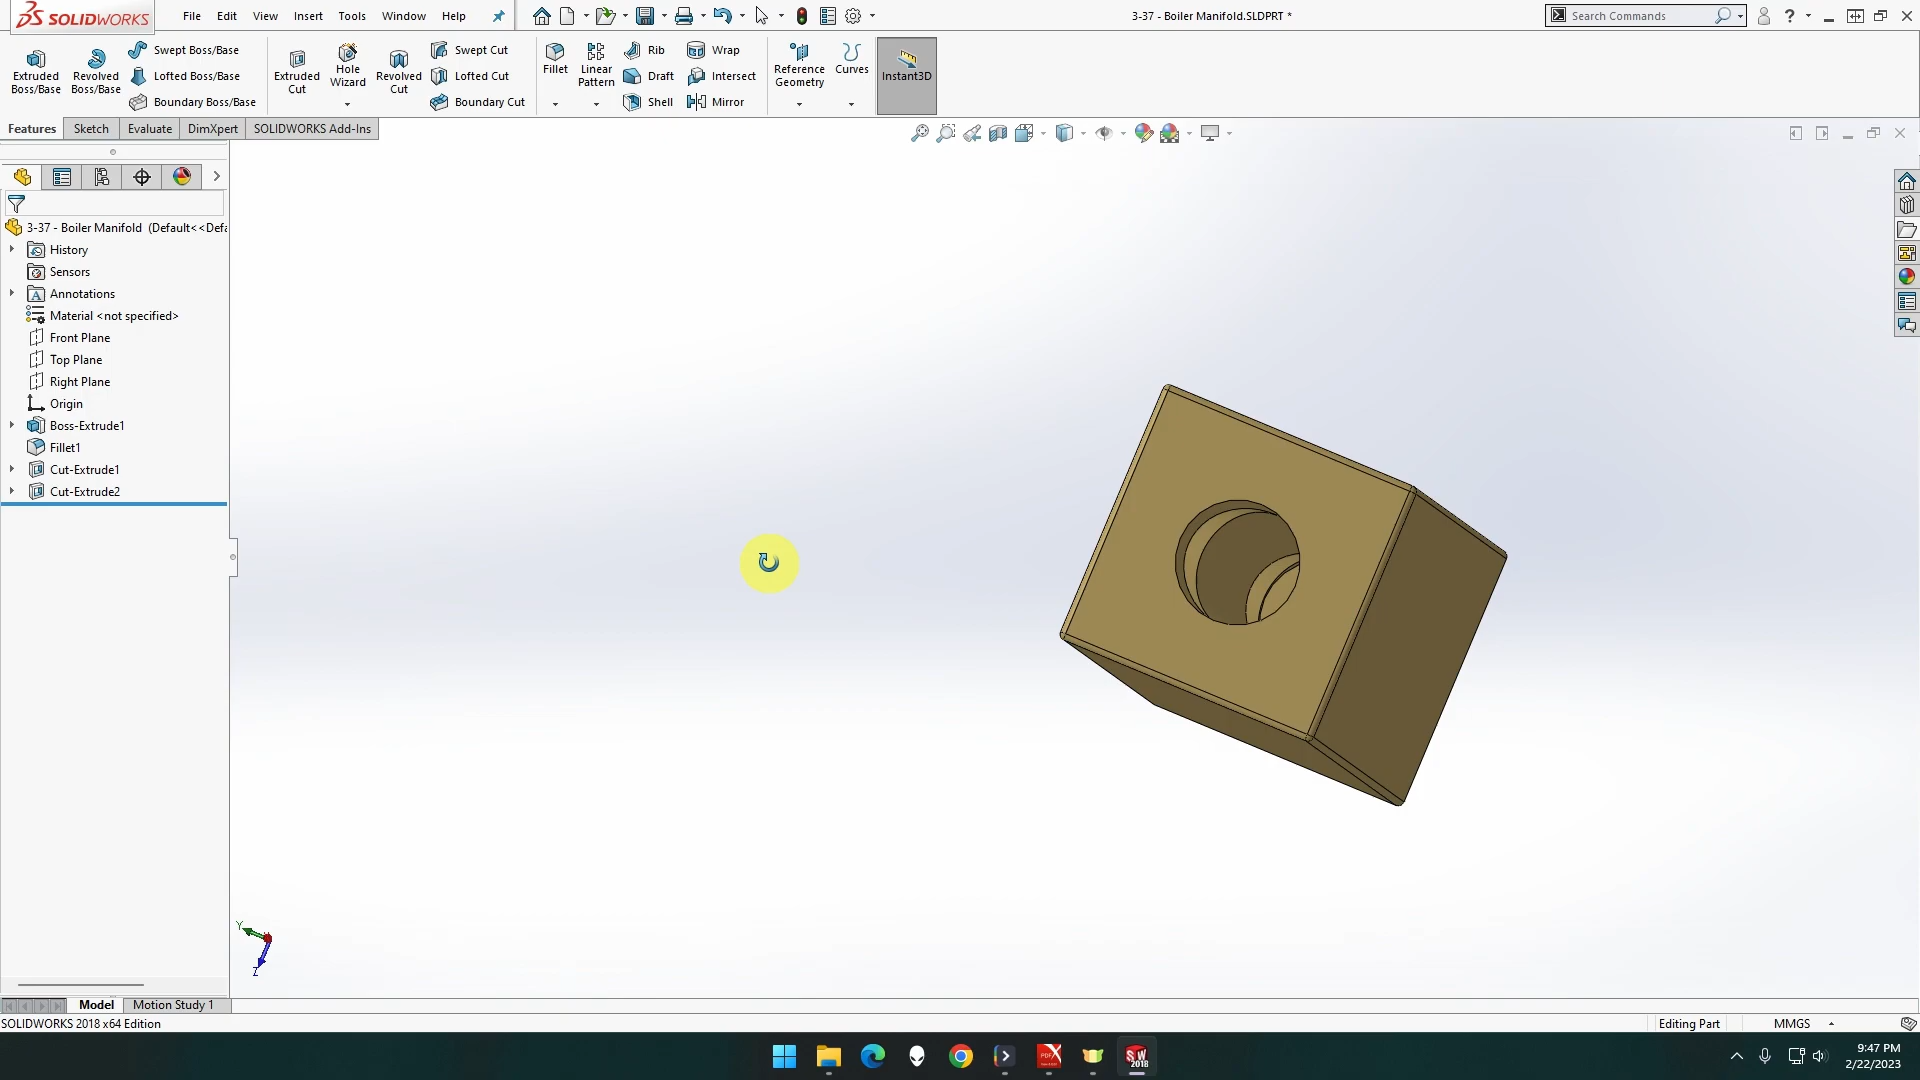 SOLIDWORKS File Edit View Insert Tools Window Help 3-37 - Boiler Manifold.SLDPRT * Search Commands
Extruded Boss/Base
Revolved Boss/Base
Swept Boss/Base
Lofted Boss/Base
Boundary Boss/Base
Extruded Cut
Hole Wizard
Revolved Cut
Swept Cut
Lofted Cut
Boundary Cut
Fillet
Linear Pattern
Rib
Draft
Shell
Wrap
Intersect
Mirror
Reference Geometry
Curves
Instant3D
Features Sketch Evaluate DimXpert SOLIDWORKS Add-Ins
3-37 - Boiler Manifold (Default<<Defa
History
Sensors
Annotations
Material <not specified>
Front Plane
Top Plane
Right Plane
Origin
Boss-Extrude1
Fillet1
Cut-Extrude1
Cut-Extrude2
Y
Z
Model Motion Study 1
SOLIDWORKS 2018 x64 Edition Editing Part MMGS
PDF
SW
2018
9:47 PM
2/22/2023